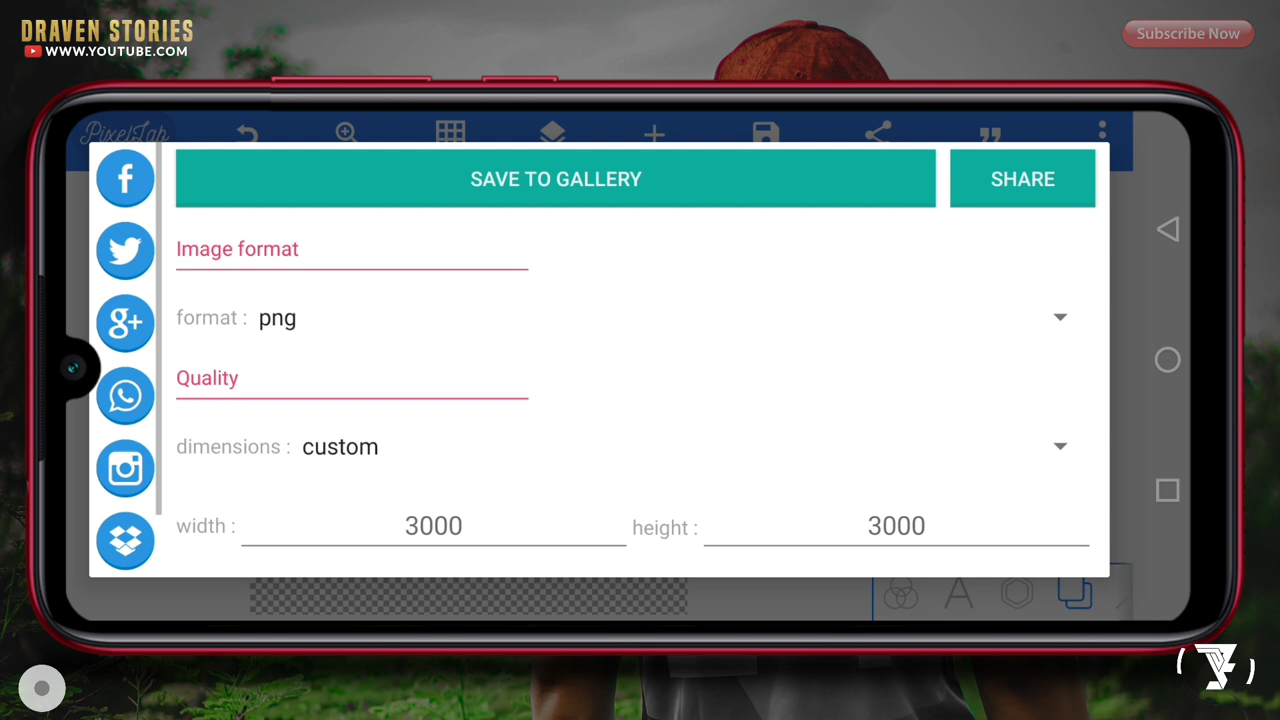 DRAVEN STORIES
WWW.YOUTUBE.COM
Subscribe Now
PixelLab
SAVE TO GALLERY
SHARE
Image format
format : png
Quality
dimensions : custom
width : 3000 height : 3000